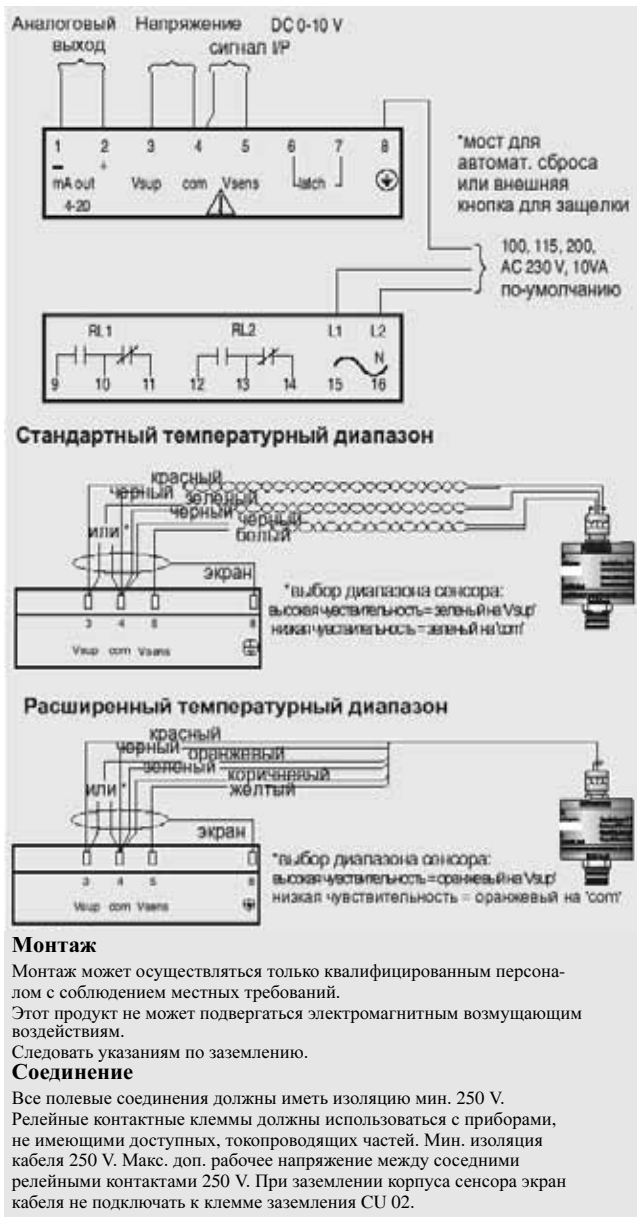 Аналоговый Напряжение DC 0-10 V
выход сигнал I/P
1 2 3 4 5 6 7 8
− +
mA out Vsup com Vsens latch
4-20
*мост для
автомат. сброса
или внешняя
кнопка для защелки
100, 115, 200,
AC 230 V, 10VA
по-умолчанию
RL1 RL2 L1 L2
N
9 10 11 12 13 14 15 16
Стандартный температурный диапазон
красный
черный
зеленый
черный
черный
белый
или *
экран
*выбор диапазона сенсора:
высокая чувствительность = зеленый на 'Vsup'
низкая чувствительность = зеленый на 'com'
3 4 5 8
Vsup com Vsens
Расширенный температурный диапазон
красный
черный
оранжевый
зеленый
коричневый
желтый
или *
экран
*выбор диапазона сенсора:
высокая чувствительность = оранжевый на 'Vsup'
низкая чувствительность = оранжевый на 'com'
3 4 5 8
Vsup com Vsens
Монтаж
Монтаж может осуществляться только квалифицированным персона-
лом с соблюдением местных требований.
Этот продукт не может подвергаться электромагнитным возмущающим
воздействиям.
Следовать указаниям по заземлению.
Соединение
Все полевые соединения должны иметь изоляцию мин. 250 V.
Релейные контактные клеммы должны использоваться с приборами,
не имеющими доступных, токопроводящих частей. Мин. изоляция
кабеля 250 V. Макс. доп. рабочее напряжение между соседними
релейными контактами 250 V. При заземлении корпуса сенсора экран
кабеля не подключать к клемме заземления CU 02.